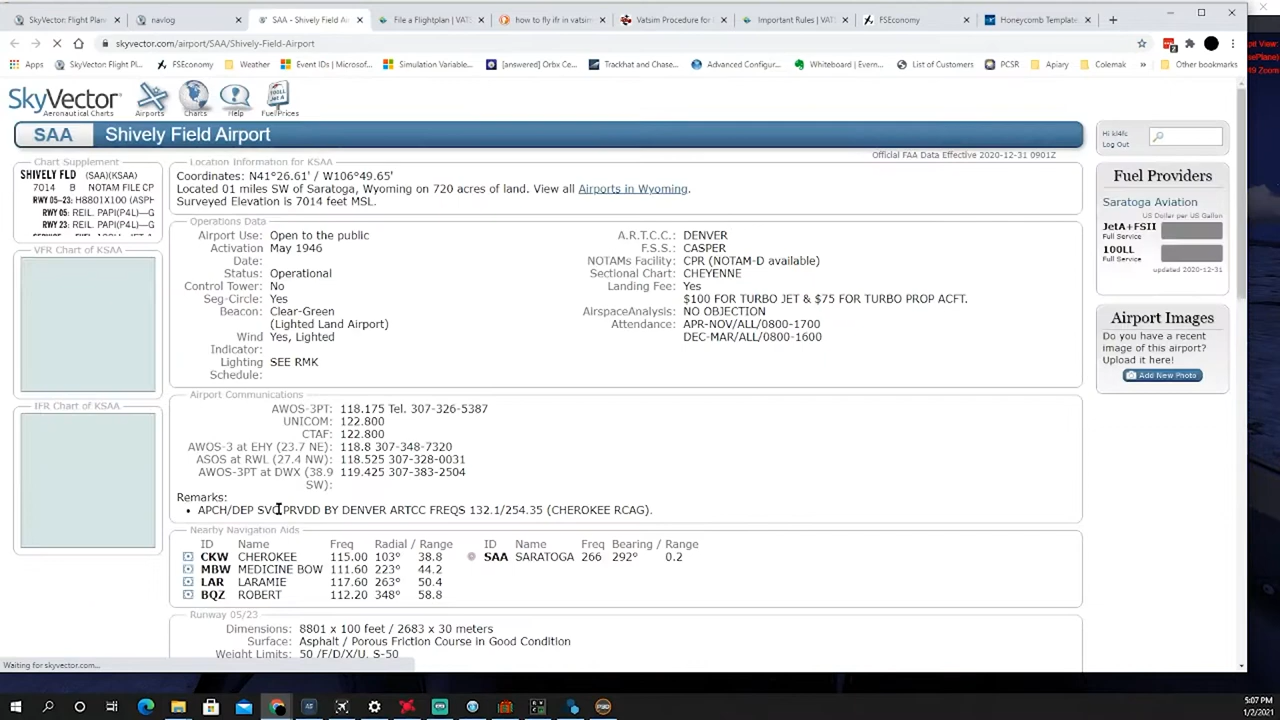 SkyVector: Flight Plann
navlog
SAA - Shively Field Air
File a Flightplan | VATS
how to fly ifr in vatsim
Vatsim Procedure for
Important Rules | VATS
FSEconomy
Honeycomb Template
skyvector.com/airport/SAA/Shively-Field-Airport
Apps
SkyVector Flight Pl...
FSEconomy
Weather
Event IDs | Microsof...
Simulation Variable...
[answered] Onto Ce...
Trackhat and Chase...
Advanced Configur...
Whitebait | Evern...
List of Customers
PCSR
Apiary
Colemak
»
Other bookmarks
SkyVector
Aeronautical Charts
Airports
Charts
Help
Fuel Prices
SAA Shively Field Airport
Official FAA Data Effective 2020-12-31 0901Z
Hi kl4fc
Log Out
Chart Supplement
SHIVELY FLD (SAA)(KSAA)
7014 B NOTAM FILE CP
RWY 05-23: H8801X100 (ASPH
RWY 05: REIL. PAPI(P4L)—G
RWY 23: REIL. PAPI(P4L)—G
VFR Chart of KSAA
IFR Chart of KSAA
Location Information for KSAA
Coordinates: N41°26.61' / W106°49.65'
Located 01 miles SW of Saratoga, Wyoming on 720 acres of land. View all Airports in Wyoming.
Surveyed Elevation is 7014 feet MSL.
Operations Data
Airport Use: Open to the public
Activation Date: May 1946
Status: Operational
Control Tower: No
Seg-Circle: Yes
Beacon: Clear-Green
(Lighted Land Airport)
Wind Indicator: Yes, Lighted
Lighting Schedule: SEE RMK
A.R.T.C.C: DENVER
F.S.S: CASPER
NOTAMs Facility: CPR (NOTAM-D available)
Sectional Chart: CHEYENNE
Landing Fee: Yes
$100 FOR TURBO JET & $75 FOR TURBO PROP ACFT.
AirspaceAnalysis: NO OBJECTION
Attendance: APR-NOV/ALL/0800-1700
DEC-MAR/ALL/0800-1600
Airport Communications
AWOS-3PT: 118.175 Tel. 307-326-5387
UNICOM: 122.800
CTAF: 122.800
AWOS-3 at EHY (23.7 NE): 118.8 307-348-7320
ASOS at RWL (27.4 NW): 118.525 307-328-0031
AWOS-3PT at DWX (38.9 SW): 119.425 307-383-2504
Remarks:
• APCH/DEP SVC PRVDD BY DENVER ARTCC FREQS 132.1/254.35 (CHEROKEE RCAG).
Nearby Navigation Aids
ID Name Freq Radial / Range ID Name Freq Bearing / Range
CKW CHEROKEE 115.00 103° 38.8 SAA SARATOGA 266 292° 0.2
MBW MEDICINE BOW 111.60 223° 44.2
LAR LARAMIE 117.60 263° 50.4
BQZ ROBERT 112.20 348° 58.8
Runway 05/23
Dimensions: 8801 x 100 feet / 2683 x 30 meters
Surface: Asphalt / Porous Friction Course in Good Condition
Weight Limits: 50 /F/D/X/U, S-50
Fuel Providers
Saratoga Aviation
US Dollar per US Gallon
JetA+FSII
Full Service
100LL
Full Service
updated 2020-12-31
Airport Images
Do you have a recent
image of this airport?
Upload it here!
Add New Photo
Waiting for skyvector.com...
5:07 PM
1/2/2021